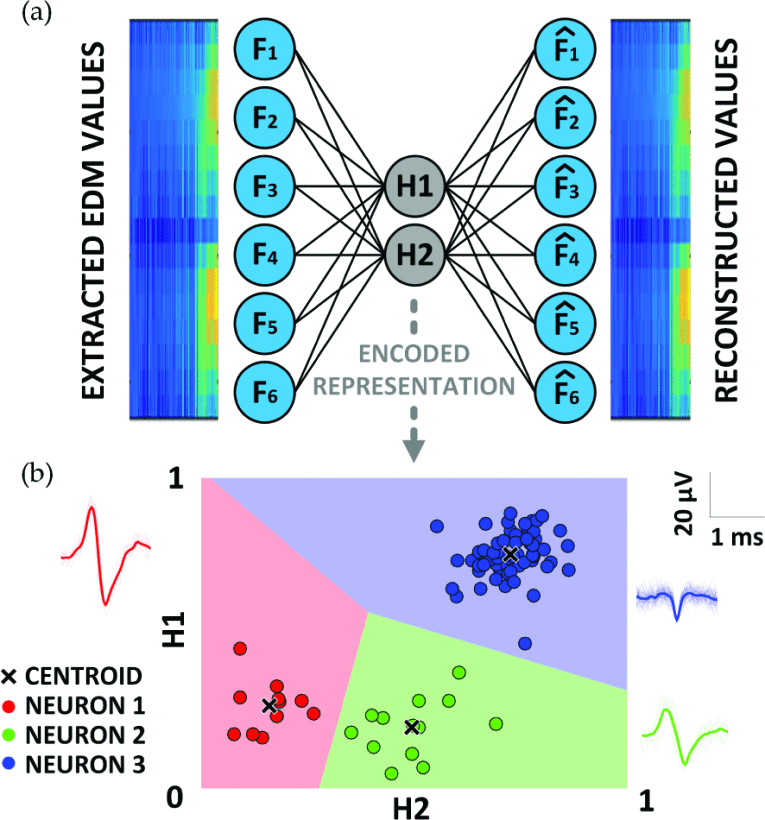 (a)
EXTRACTED EDM VALUES
F1
F2
F3
F4
F5
F6
H1
H2
F̂1
F̂2
F̂3
F̂4
F̂5
F̂6
RECONSTRUCTED VALUES
ENCODED
REPRESENTATION
(b)
1
H1
0
H2
1
20 μV
1 ms
× CENTROID
NEURON 1
NEURON 2
NEURON 3